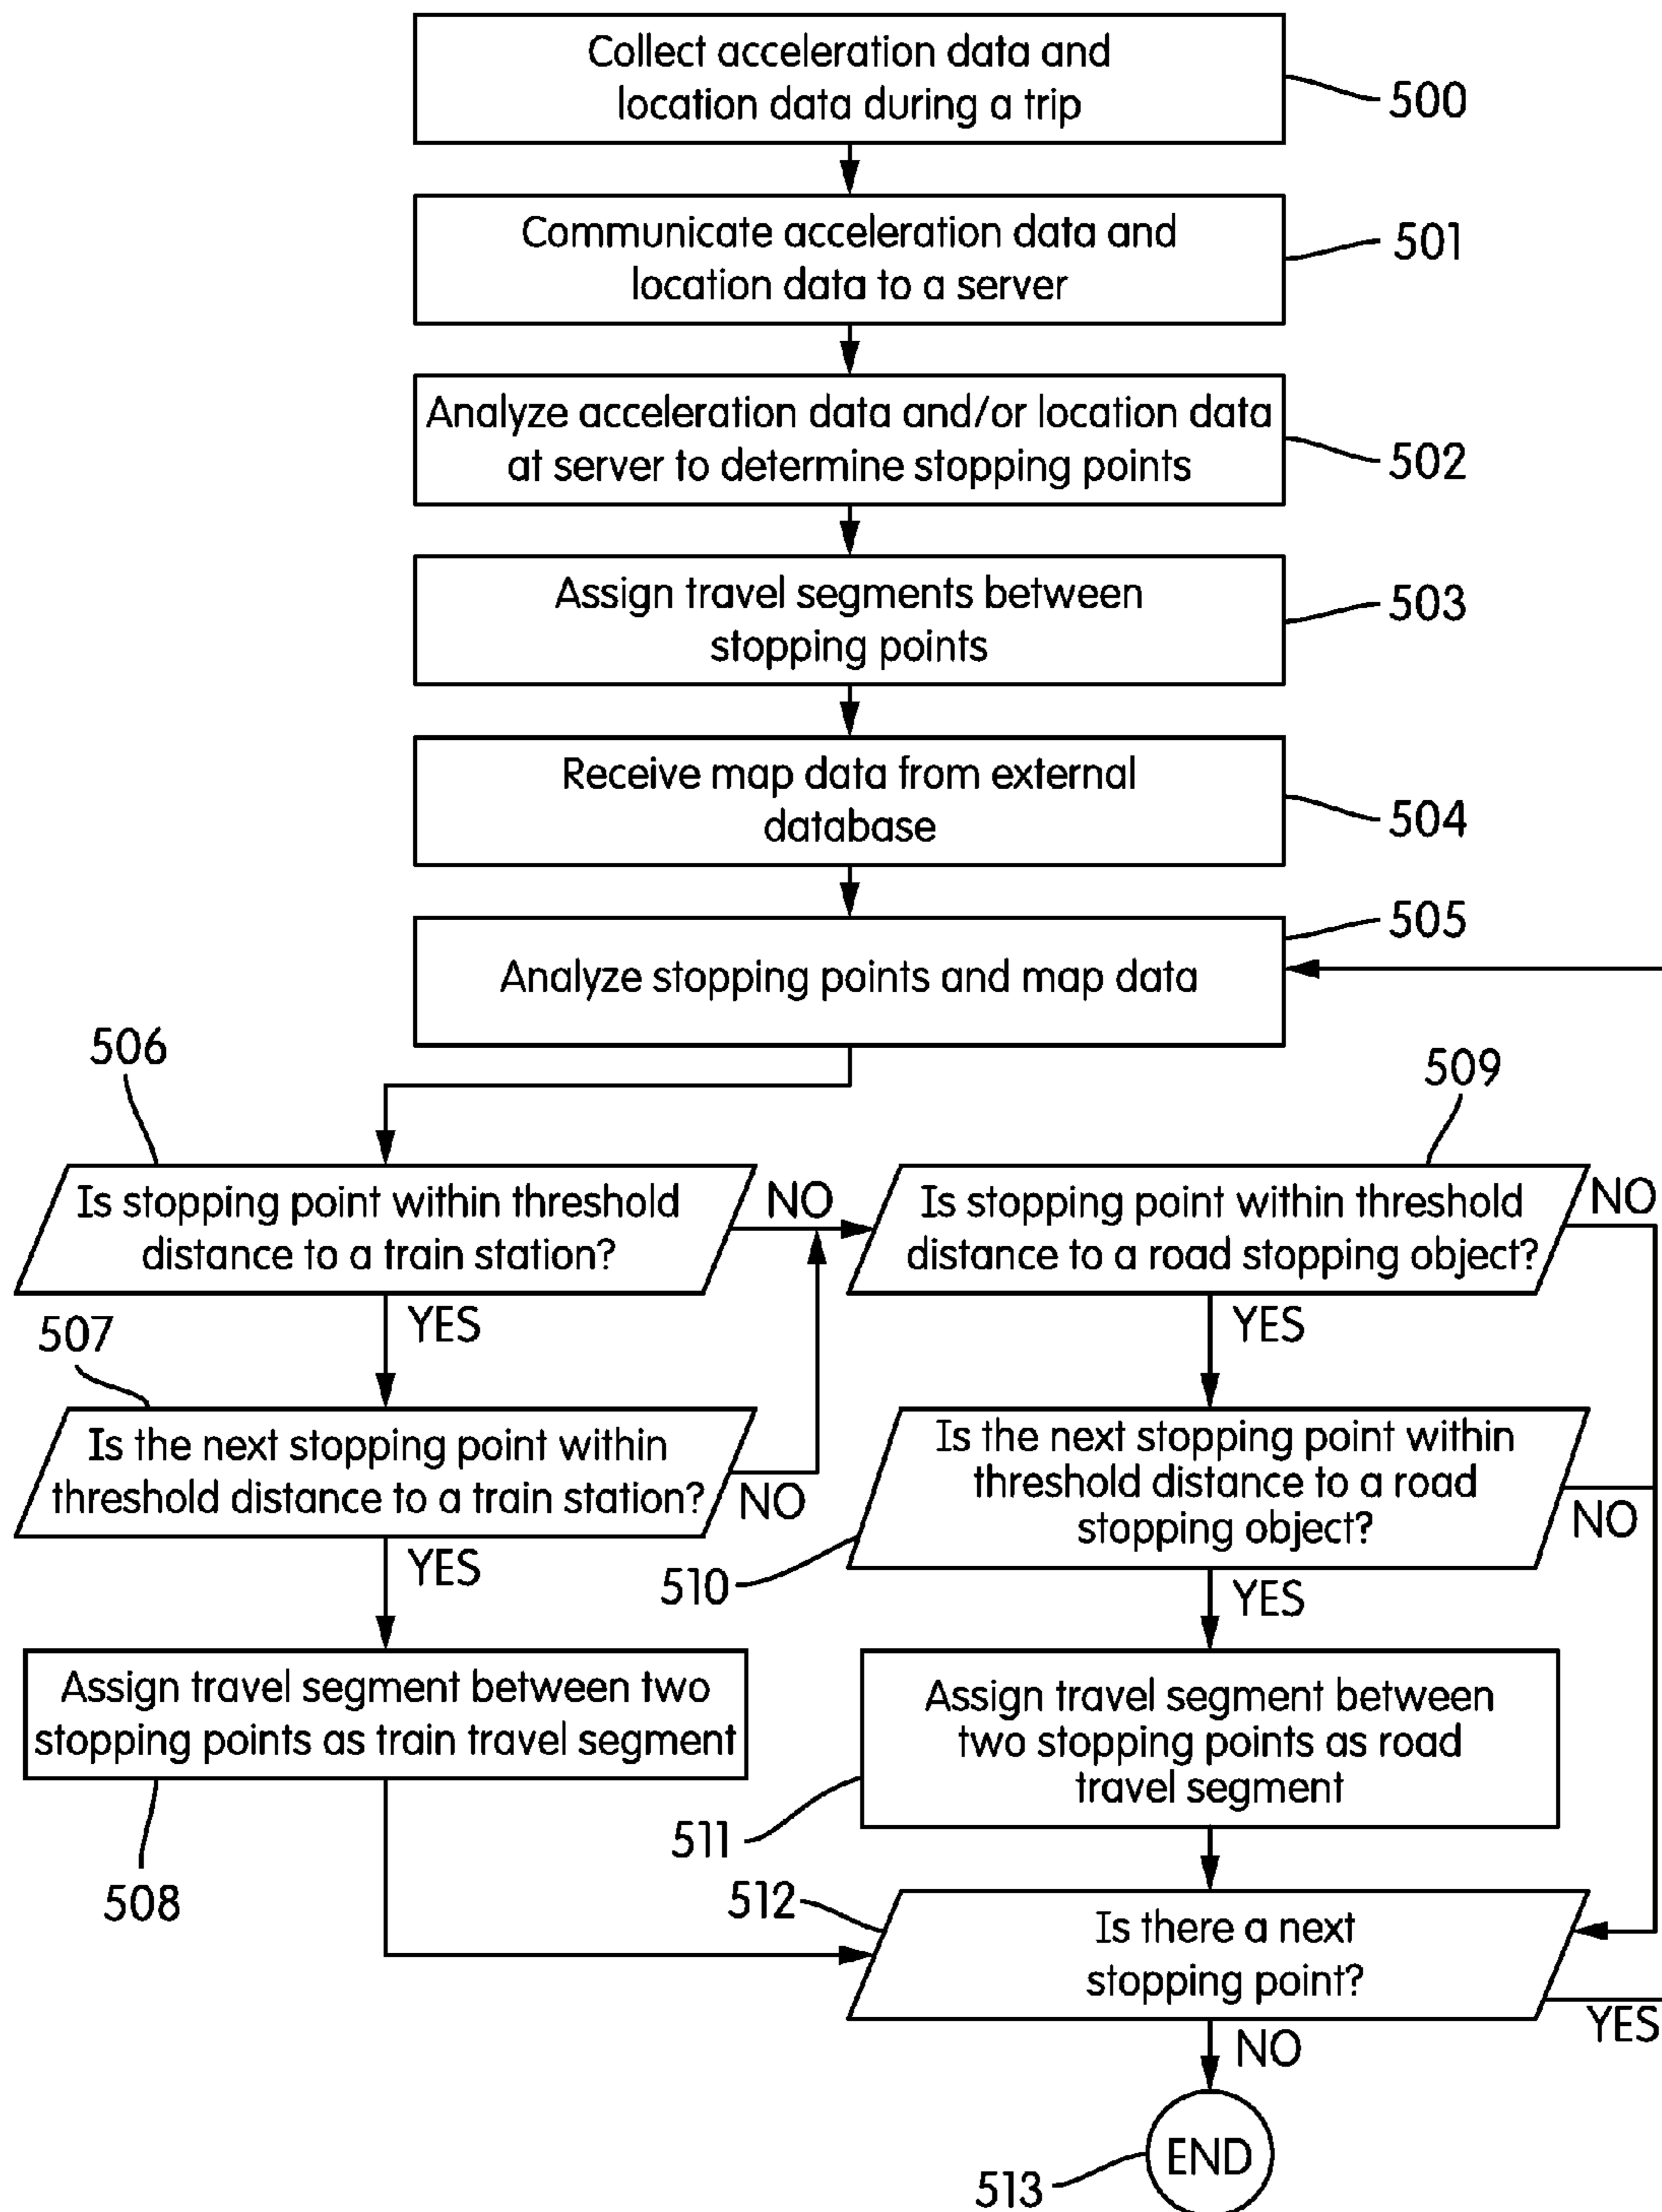 Collect acceleration data and
location data during a trip
500
Communicate acceleration data and
location data to a server
501
Analyze acceleration data and/or location data
at server to determine stopping points
502
Assign travel segments between
stopping points
503
Receive map data from external
database
504
505
Analyze stopping points and map data
506
509
Is stopping point within threshold
distance to a train station?
NO
Is stopping point within threshold
distance to a road stopping object?
NO
YES
YES
507
Is the next stopping point within
threshold distance to a train station?
NO
Is the next stopping point within
threshold distance to a road
stopping object?
NO
510
YES
YES
Assign travel segment between two
stopping points as train travel segment
508
Assign travel segment between
two stopping points as road
travel segment
511
512
Is there a next
stopping point?
YES
NO
END
513